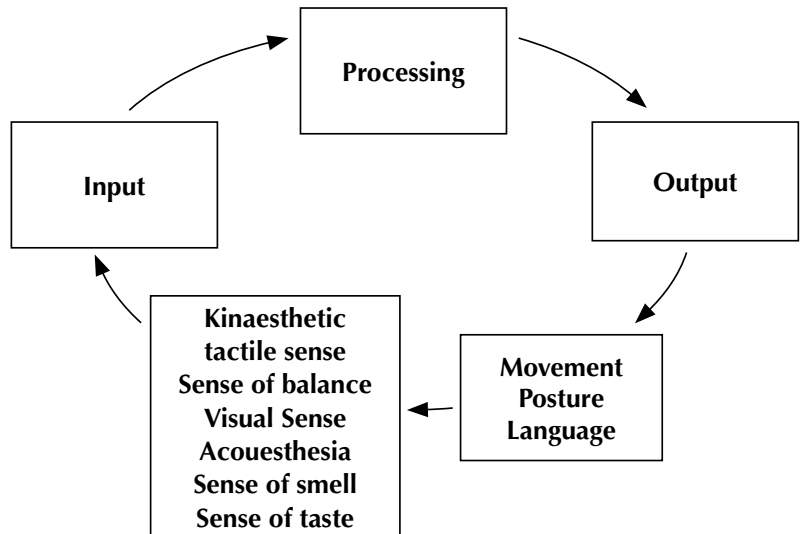 Processing
Input
Output
Kinaesthetic
tactile sense
Sense of balance
Visual Sense
Acouesthesia
Sense of smell
Sense of taste
Movement
Posture
Language